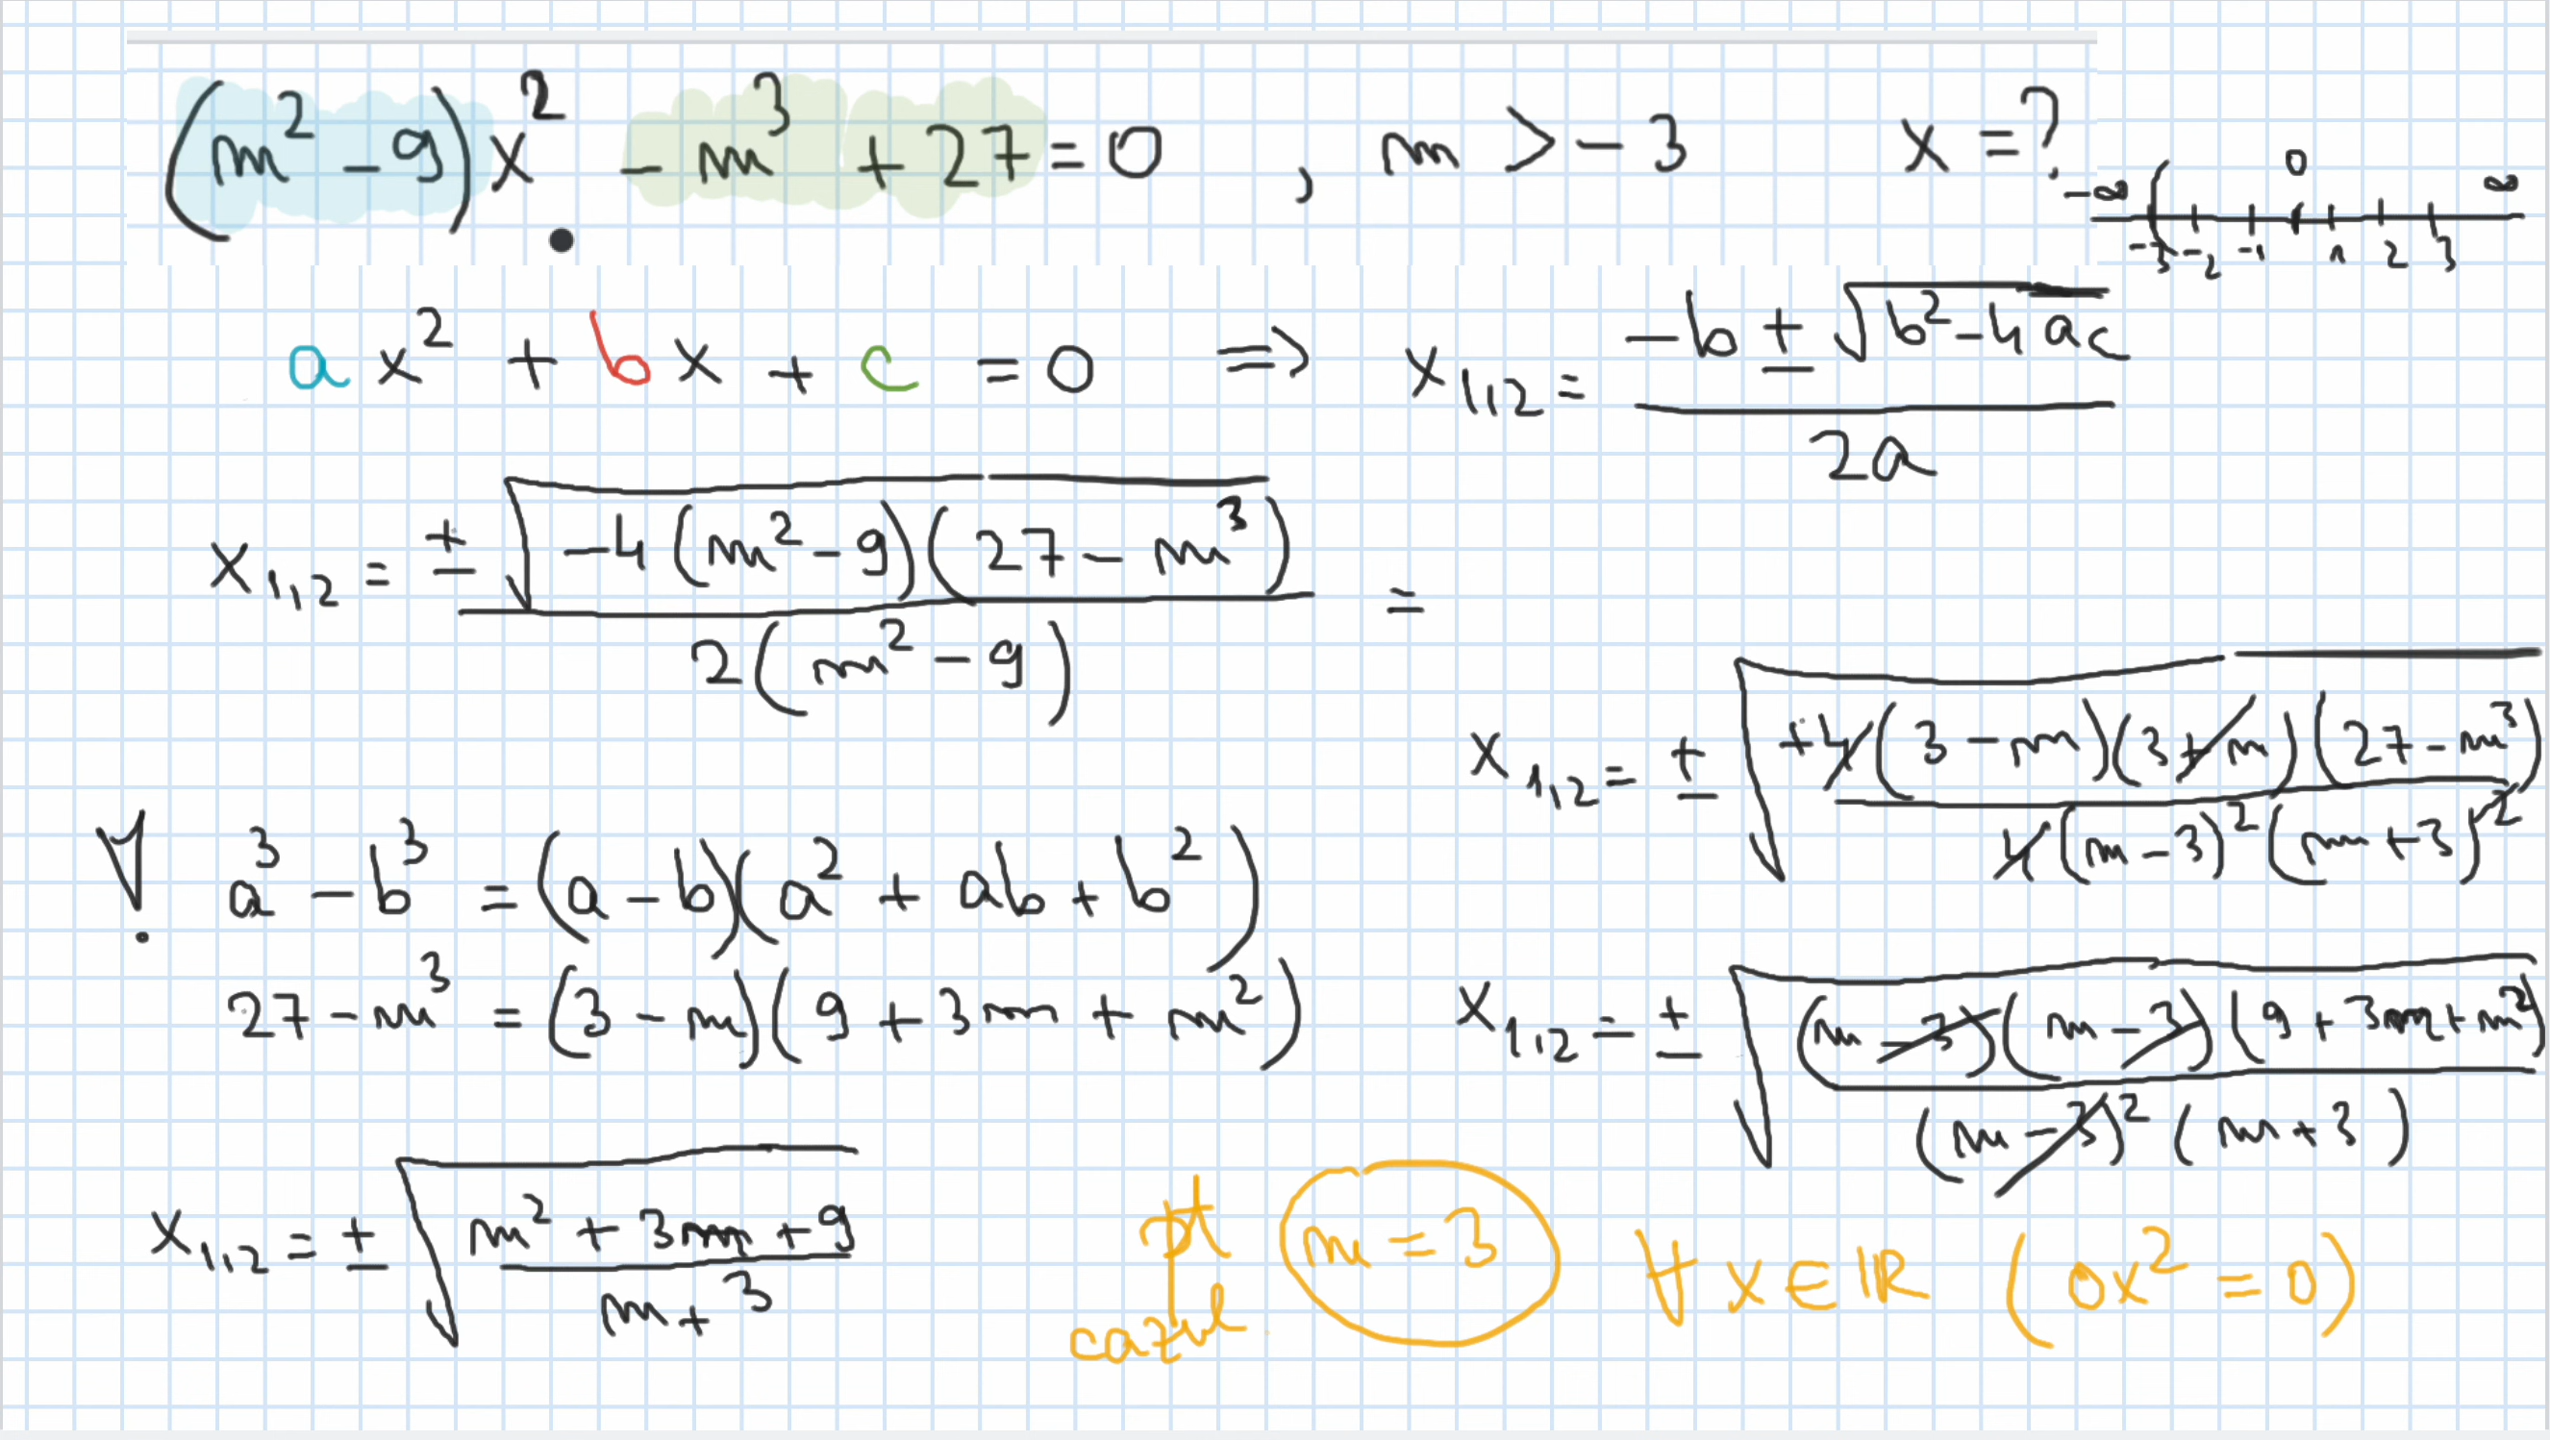 (m² - 9)x² - m³ + 27 = 0 , m > -3 x = ?
-∞ 0 ∞
-3 -2 -1 1 2 3
ax² + bx + c = 0 ⇒ x₁,₂ = (-b ± √(b² - 4ac)) / 2a
x₁,₂ = ± √(-4(m² - 9)(27 - m³)) / 2(m² - 9) =
x₁,₂ = ± √(+4(3 - m)(3 + m)(27 - m³) / 4(m - 3)²(m + 3)²)
! a³ - b³ = (a - b)(a² + ab + b²)
27 - m³ = (3 - m)(9 + 3m + m²)
x₁,₂ = ± √((m - 3)(m - 3)(9 + 3m + m²) / (m - 3)²(m + 3))
x₁,₂ = ± √((m² + 3m + 9) / (m + 3))
pt cazul m = 3 ∀ x ∈ ℝ (0x² = 0)